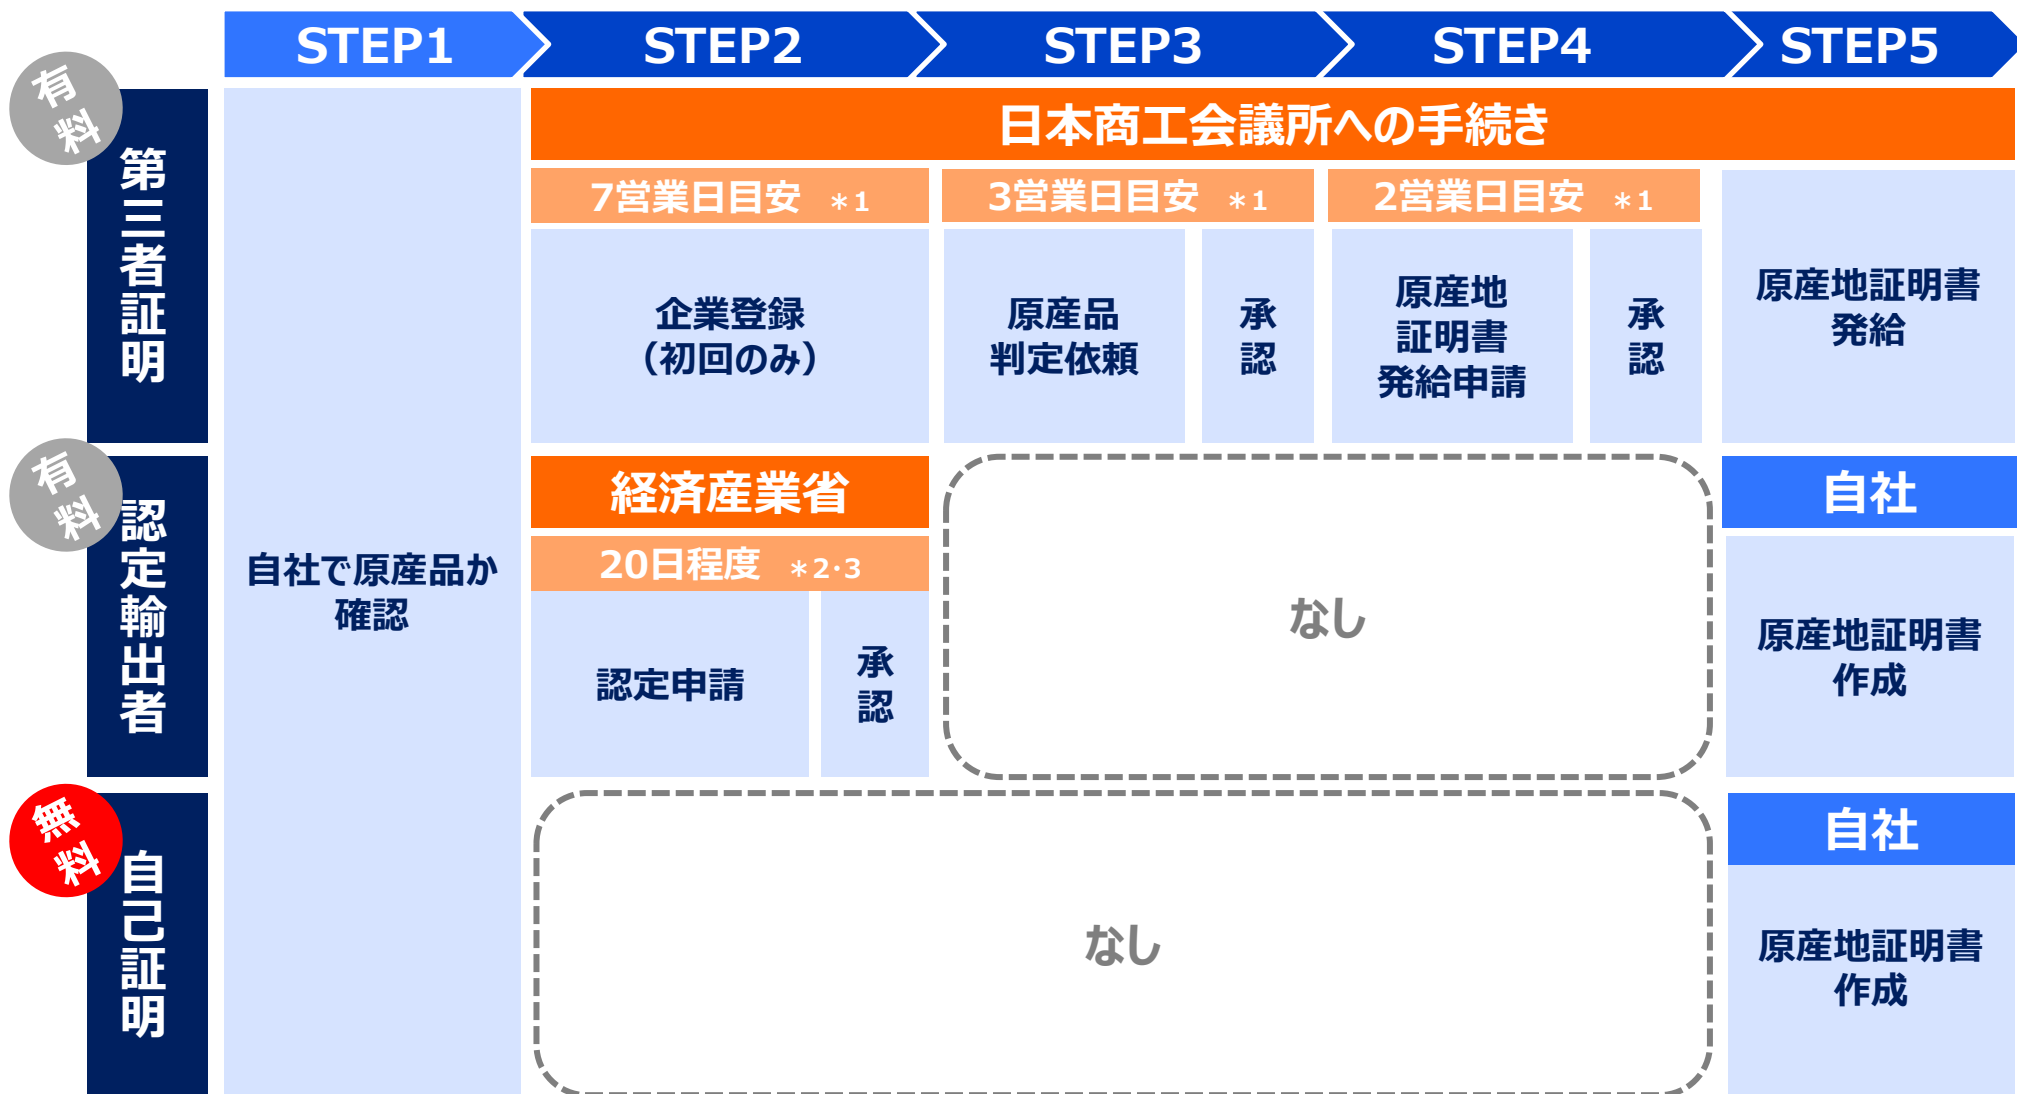 STEP1
STEP2
STEP3
STEP4
STEP5
有料
第三者証明
日本商工会議所への手続き
7営業日目安 *1
3営業日目安 *1
2営業日目安 *1
企業登録
(初回のみ)
原産品
判定依頼
承
認
原産地
証明書
発給申請
承
認
原産地証明書
発給
自社で原産品か
確認
有料
認定輸出者
経済産業省
20日程度 *2・3
認定申請
承
認
なし
自社
原産地証明書
作成
無料
自己証明
なし
自社
原産地証明書
作成